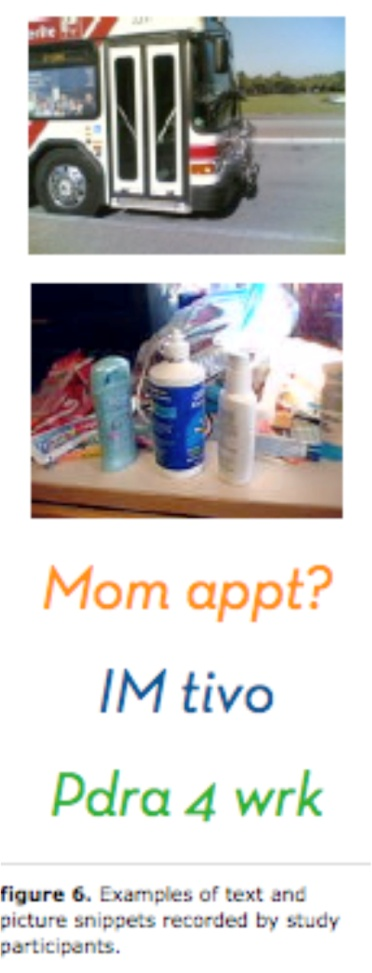 Mom appt?
IM tivo
Pdra 4 wrk
figure 6. Examples of text and
picture snippets recorded by study
participants.